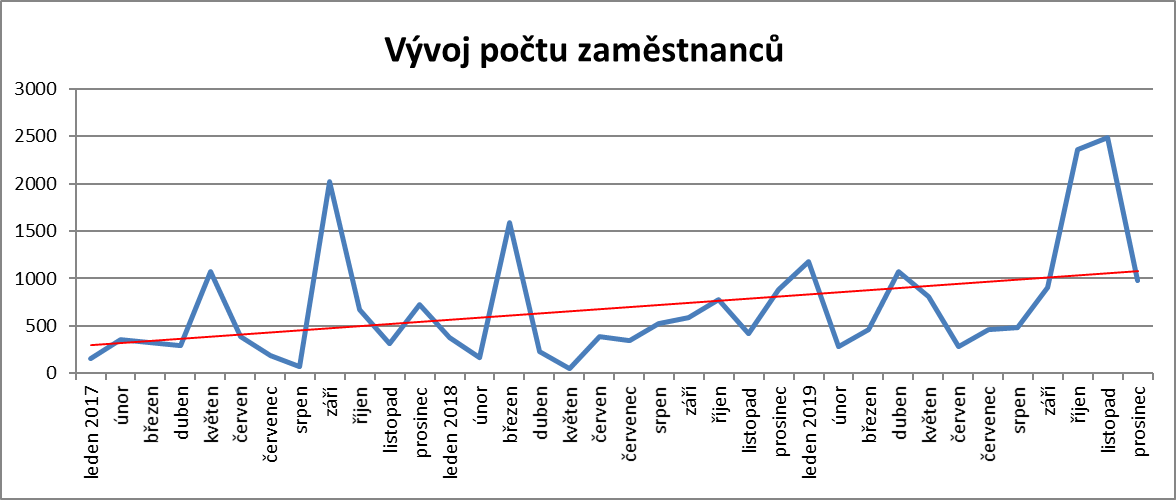 Vývoj počtu zaměstnanců
3000
2500
2000
1500
1000
500
0
leden 2017
únor
březen
duben
květen
červen
červenec
srpen
září
říjen
listopad
prosinec
leden 2018
únor
březen
duben
květen
červen
červenec
srpen
září
říjen
listopad
prosinec
leden 2019
únor
březen
duben
květen
červen
červenec
srpen
září
říjen
listopad
prosinec